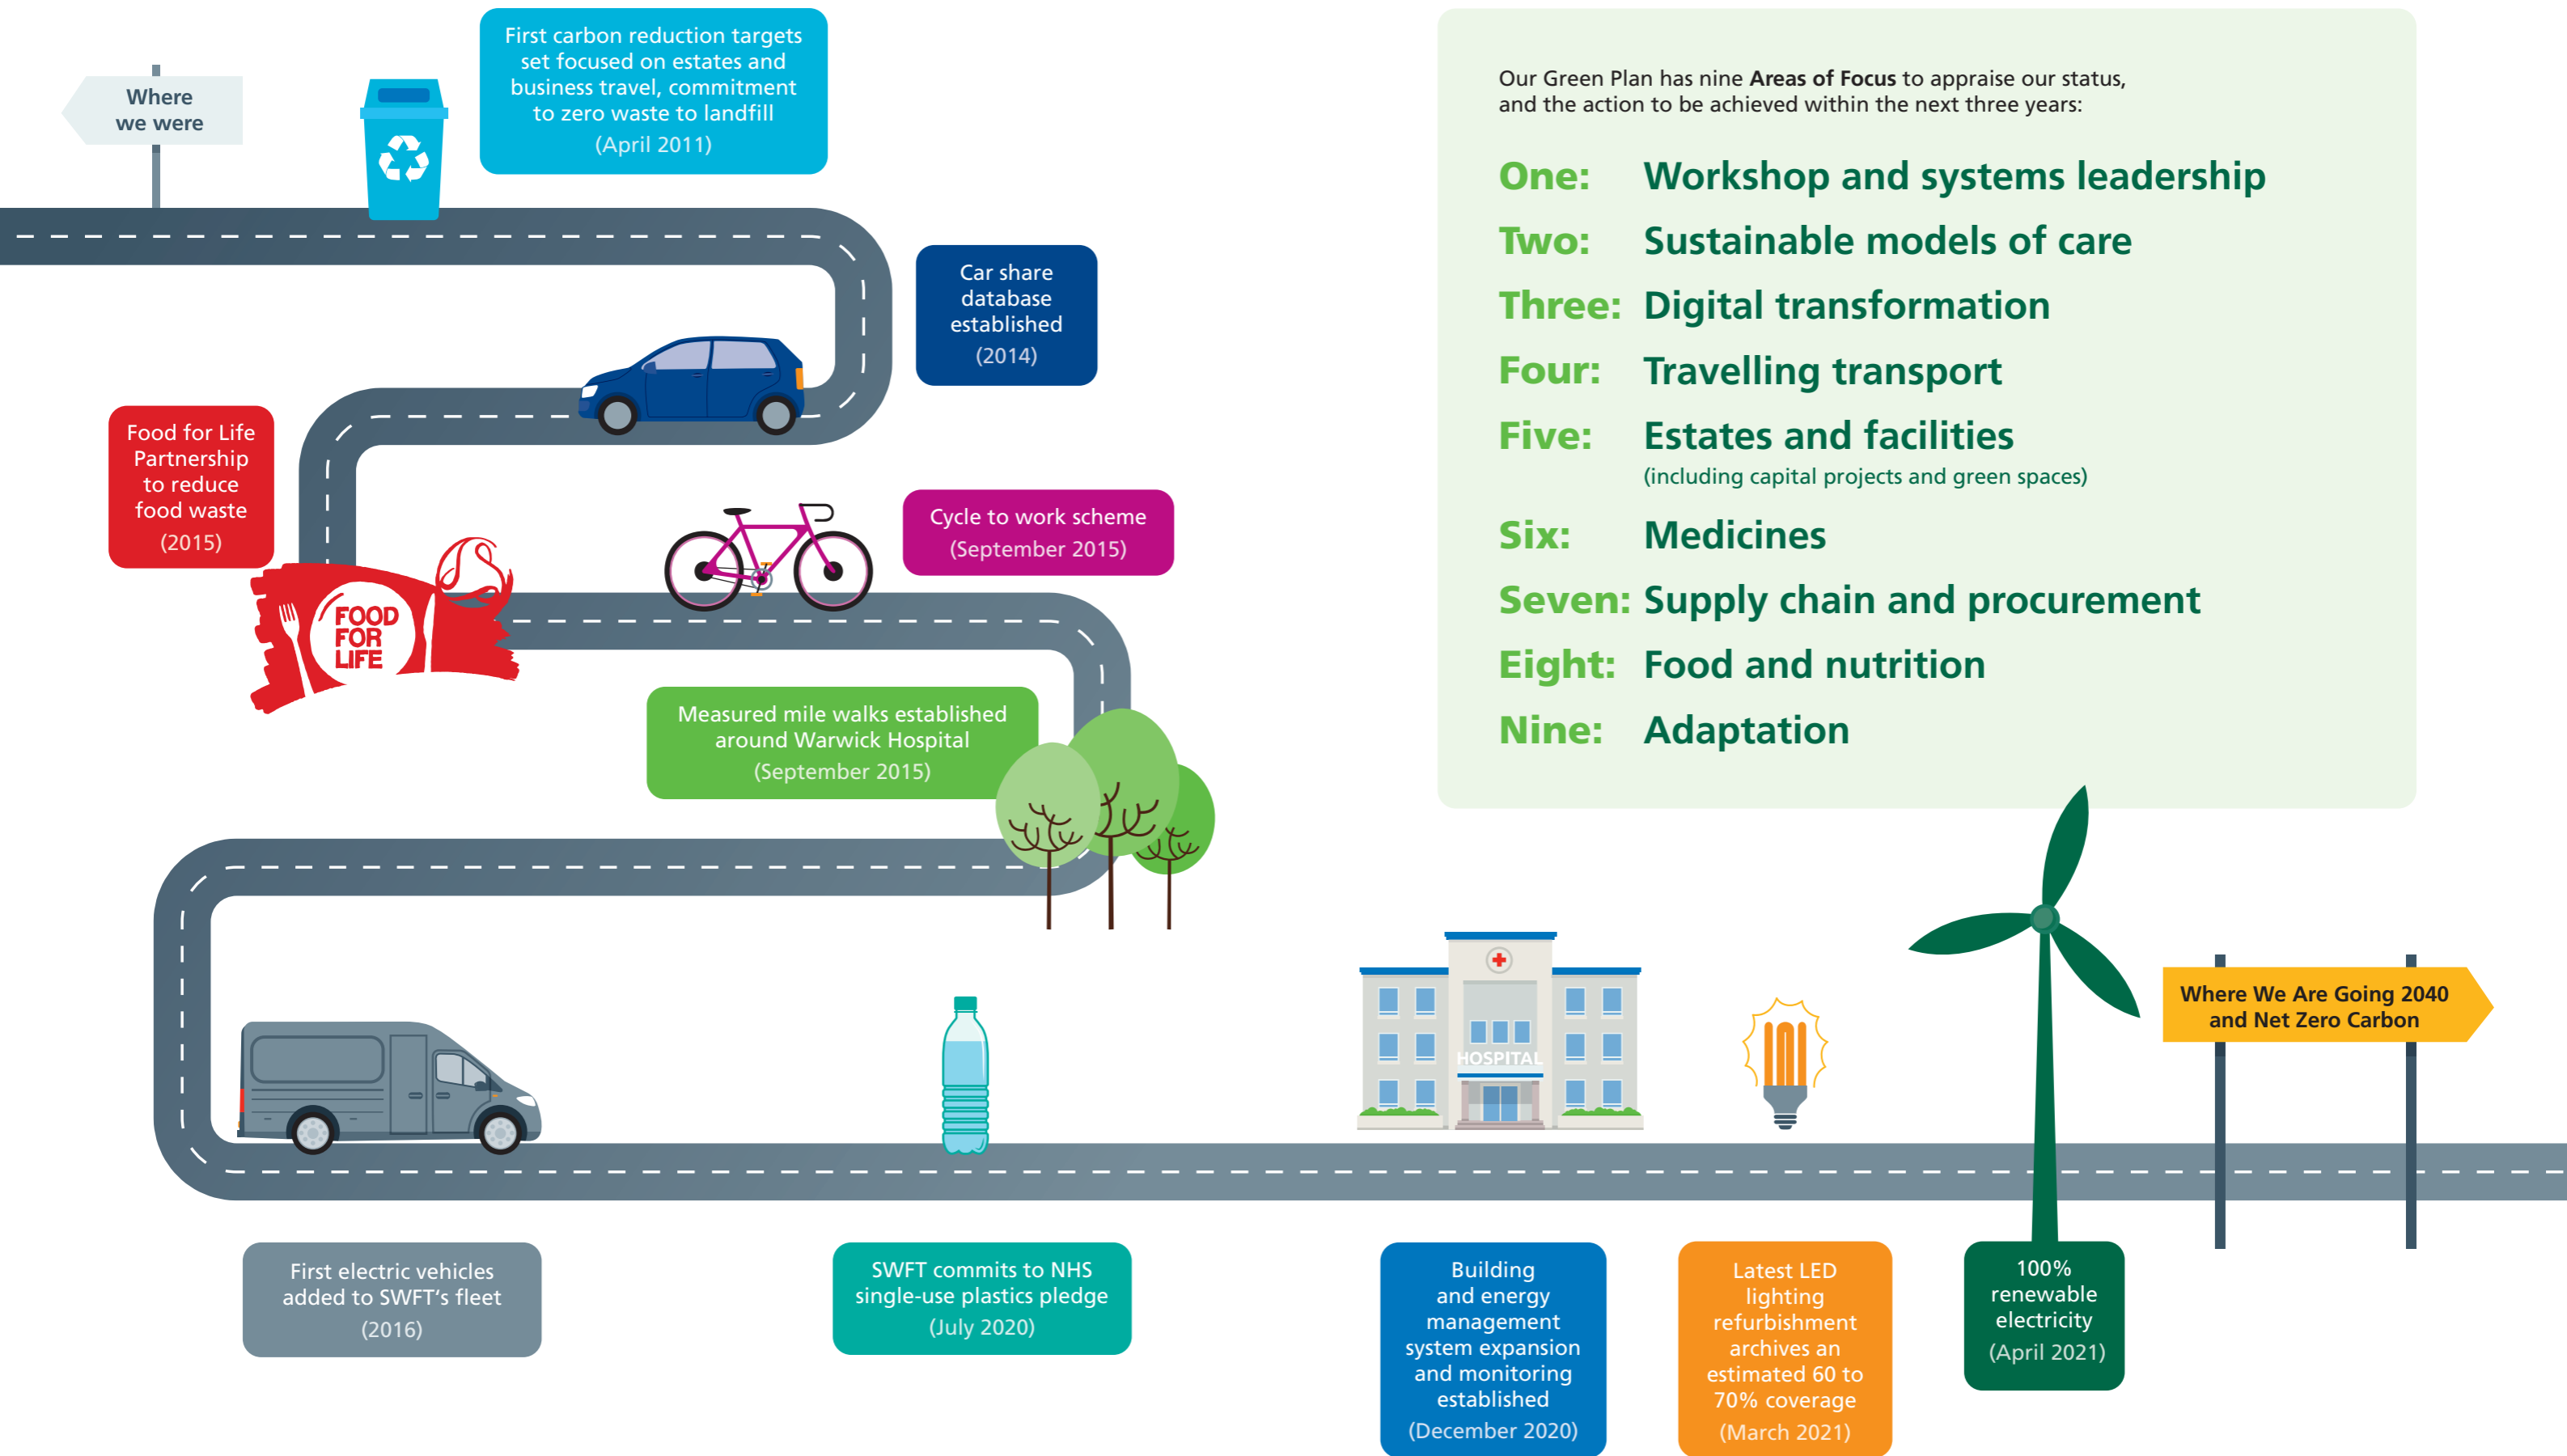 Where
we were
First carbon reduction targets
set focused on estates and
business travel, commitment
to zero waste to landfill
(April 2011)
Car share
database
established
(2014)
Food for Life
Partnership
to reduce
food waste
(2015)
FOOD
FOR
LIFE
Cycle to work scheme
(September 2015)
Measured mile walks established
around Warwick Hospital
(September 2015)
First electric vehicles
added to SWFT‘s fleet
(2016)
SWFT commits to NHS
single-use plastics pledge
(July 2020)
HOSPITAL
Building
and energy
management
system expansion
and monitoring
established
(December 2020)
Latest LED
lighting
refurbishment
archives an
estimated 60 to
70% coverage
(March 2021)
100%
renewable
electricity
(April 2021)
Where We Are Going 2040
and Net Zero Carbon
Our Green Plan has nine Areas of Focus to appraise our status,
and the action to be achieved within the next three years:
One: Workshop and systems leadership
Two: Sustainable models of care
Three: Digital transformation
Four: Travelling transport
Five: Estates and facilities
(including capital projects and green spaces)
Six: Medicines
Seven: Supply chain and procurement
Eight: Food and nutrition
Nine: Adaptation